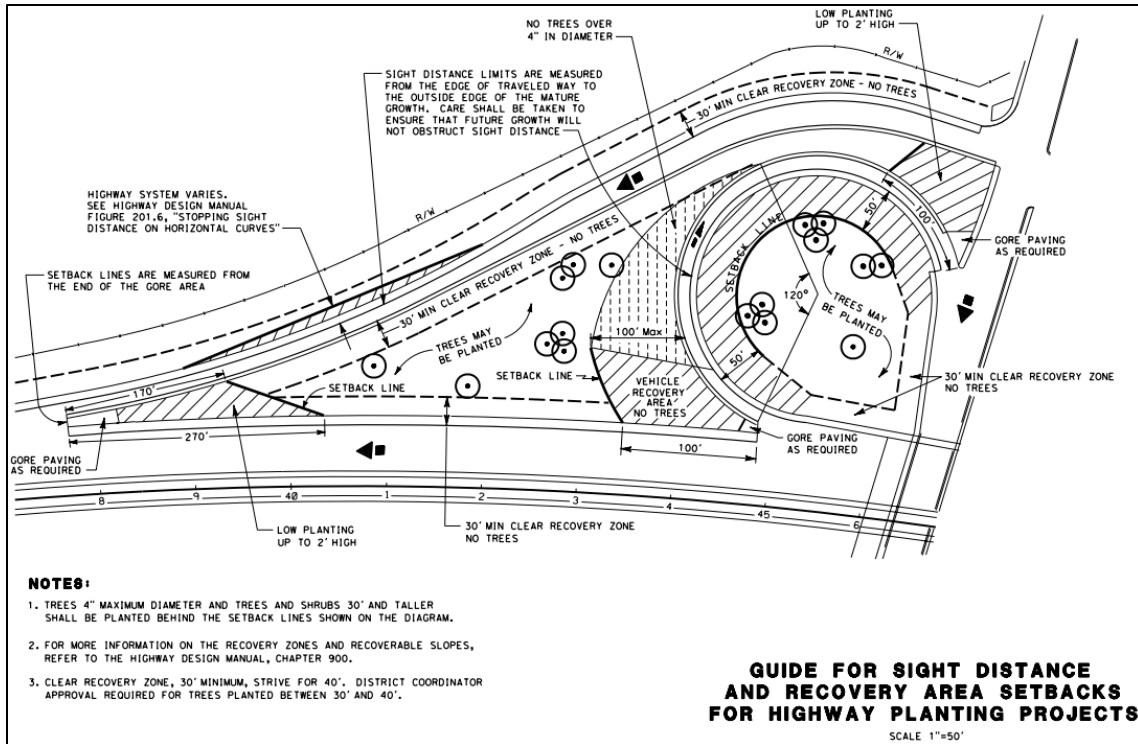 NO TREES OVER
4" IN DIAMETER
LOW PLANTING
UP TO 2' HIGH
R/W
SIGHT DISTANCE LIMITS ARE MEASURED
FROM THE EDGE OF TRAVELED WAY TO
THE OUTSIDE EDGE OF THE MATURE
GROWTH. CARE SHALL BE TAKEN TO
ENSURE THAT FUTURE GROWTH WILL
NOT OBSTRUCT SIGHT DISTANCE
30' MIN CLEAR RECOVERY ZONE - NO TREES
HIGHWAY SYSTEM VARIES.
SEE HIGHWAY DESIGN MANUAL
FIGURE 201.6, "STOPPING SIGHT
DISTANCE ON HORIZONTAL CURVES"
R/W
50'
100'
SETBACK LINE
GORE PAVING
AS REQUIRED
SETBACK LINES ARE MEASURED FROM
THE END OF THE GORE AREA
30' MIN CLEAR RECOVERY ZONE - NO TREES
120°
TREES MAY
BE PLANTED
TREES MAY
BE PLANTED
100' Max
50'
170'
SETBACK LINE
SETBACK LINE
VEHICLE
RECOVERY
AREA
NO TREES
30' MIN CLEAR RECOVERY ZONE
NO TREES
270'
100'
GORE PAVING
AS REQUIRED
GORE PAVING
AS REQUIRED
8
9
40
1
2
3
4
45
6
LOW PLANTING
UP TO 2' HIGH
30' MIN CLEAR RECOVERY ZONE
NO TREES
NOTES:
1. TREES 4" MAXIMUM DIAMETER AND TREES AND SHRUBS 30' AND TALLER
SHALL BE PLANTED BEHIND THE SETBACK LINES SHOWN ON THE DIAGRAM.
2. FOR MORE INFORMATION ON THE RECOVERY ZONES AND RECOVERABLE SLOPES,
REFER TO THE HIGHWAY DESIGN MANUAL, CHAPTER 900.
3. CLEAR RECOVERY ZONE, 30' MINIMUM, STRIVE FOR 40'. DISTRICT COORDINATOR
APPROVAL REQUIRED FOR TREES PLANTED BETWEEN 30' AND 40'.
GUIDE FOR SIGHT DISTANCE
AND RECOVERY AREA SETBACKS
FOR HIGHWAY PLANTING PROJECTS
SCALE 1"=50'